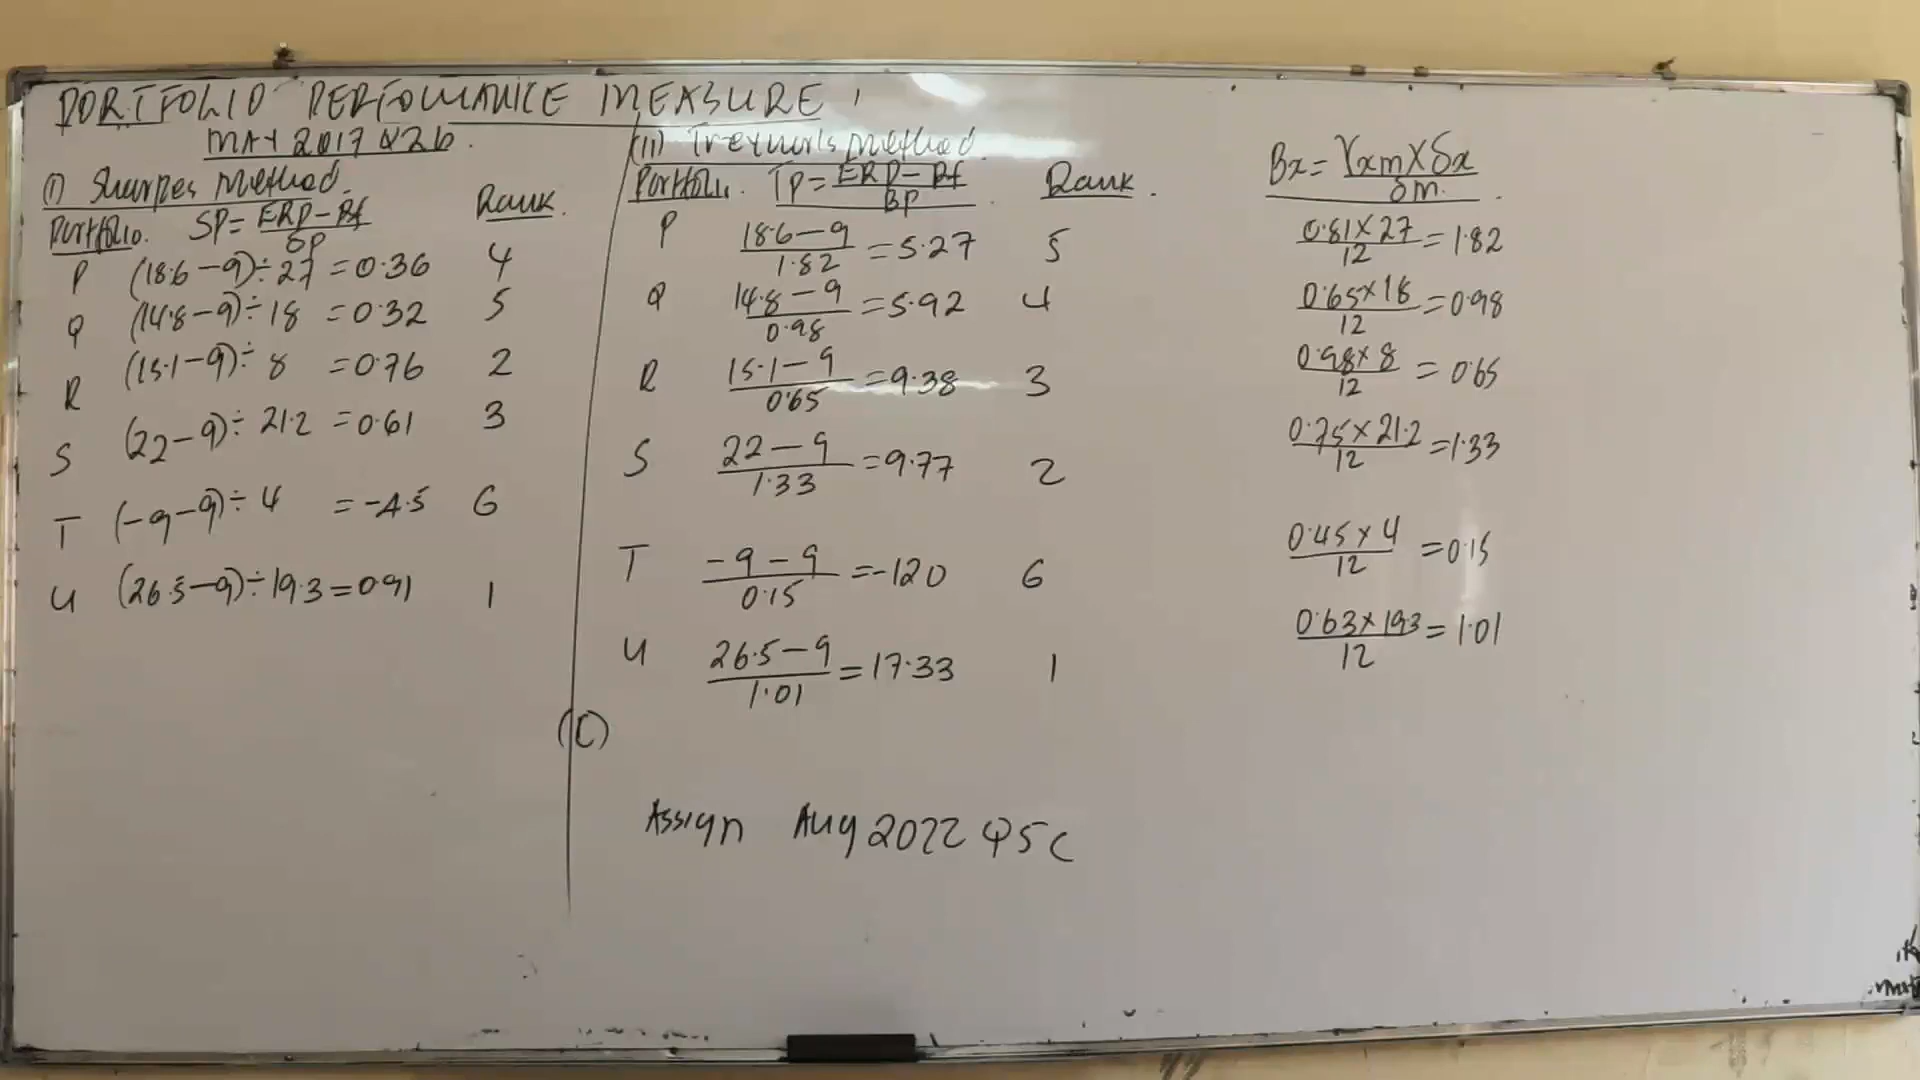 PORTFOLIO PERFOMANCE MEASURE
MAY 2017 Q2b
(i) Sharpes Method.
Portfolio. SP = ERP - Rf / δP Rank.
P (18.6 - 9) ÷ 27 = 0.36 4
Q (14.8 - 9) ÷ 18 = 0.32 5
R (15.1 - 9) ÷ 8 = 0.76 2
S (22 - 9) ÷ 21.2 = 0.61 3
T (-9 - 9) ÷ 4 = -4.5 6
U (26.5 - 9) ÷ 19.3 = 0.91 1
(ii) Treynor's method.
Portfolio. TP = ERP - Rf / BP Rank.
P 18.6 - 9 / 1.82 = 5.27 5
Q 14.8 - 9 / 0.98 = 5.92 4
R 15.1 - 9 / 0.65 = 9.38 3
S 22 - 9 / 1.33 = 9.77 2
T -9 - 9 / 0.15 = -120 6
U 26.5 - 9 / 1.01 = 17.33 1
(C)
Assign Aug 2022 Q5c
Bx = γxm × δx / δm.
0.81 × 27 / 12 = 1.82
0.65 × 18 / 12 = 0.98
0.98 × 8 / 12 = 0.65
0.75 × 21.2 / 12 = 1.33
0.45 × 4 / 12 = 0.15
0.63 × 19.3 / 12 = 1.01